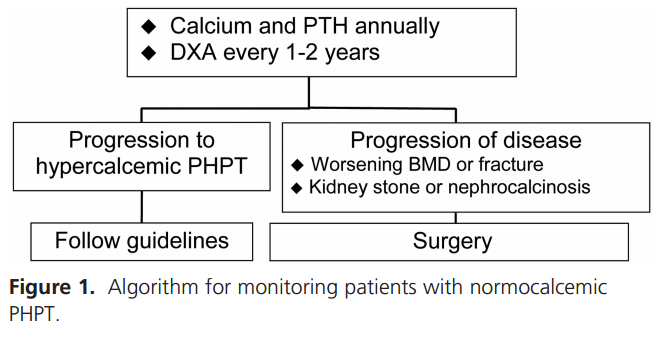 ◆ Calcium and PTH annually
◆ DXA every 1-2 years
Progression to
hypercalcemic PHPT
Progression of disease
◆ Worsening BMD or fracture
◆ Kidney stone or nephrocalcinosis
Follow guidelines
Surgery
Figure 1. Algorithm for monitoring patients with normocalcemic
PHPT.